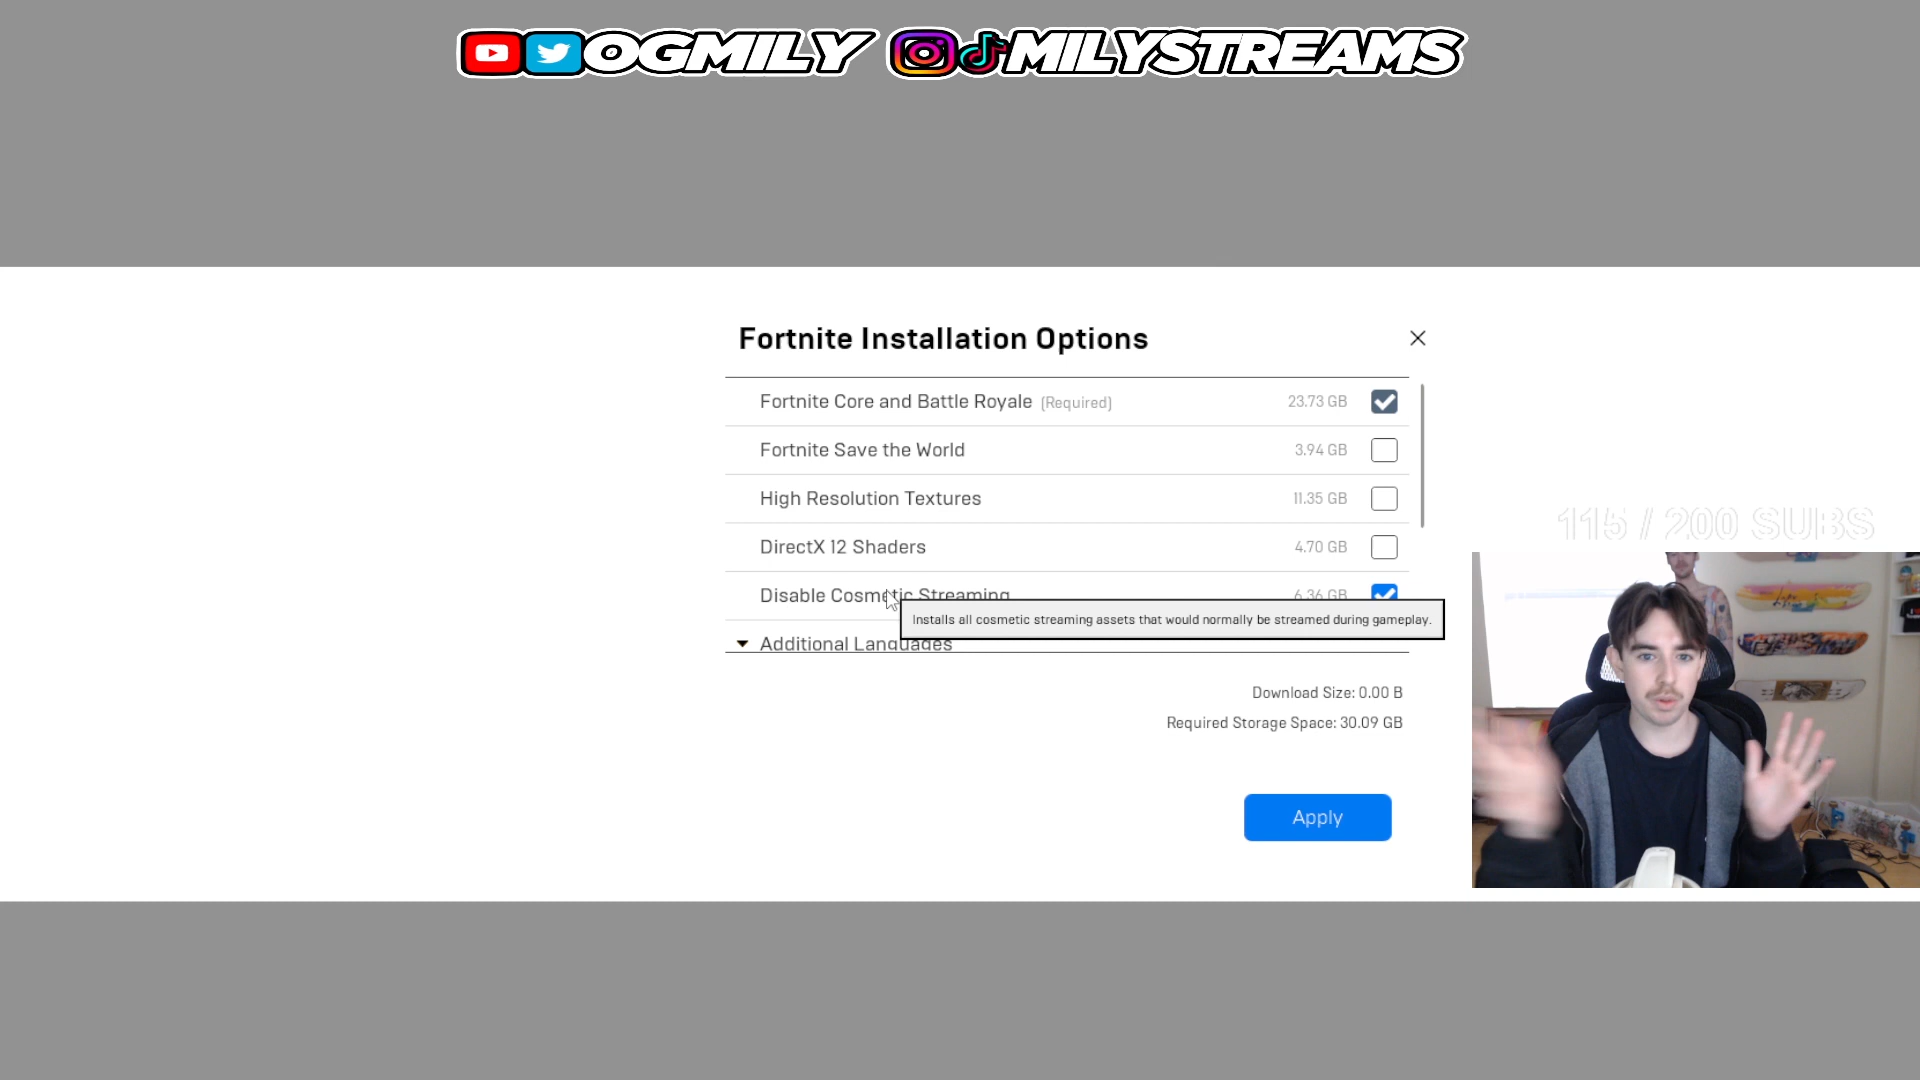 OGMILY MILYSTREAMS
Fortnite Installation Options
Fortnite Core and Battle Royale (Required) 23.73 GB
Fortnite Save the World 3.94 GB
High Resolution Textures 11.35 GB
DirectX 12 Shaders 4.70 GB
Disable Cosmetic Streaming 6.36 GB
Installs all cosmetic streaming assets that would normally be streamed during gameplay.
Additional Languages
Download Size: 0.00 B
Required Storage Space: 30.09 GB
Apply
115 / 200 SUBS